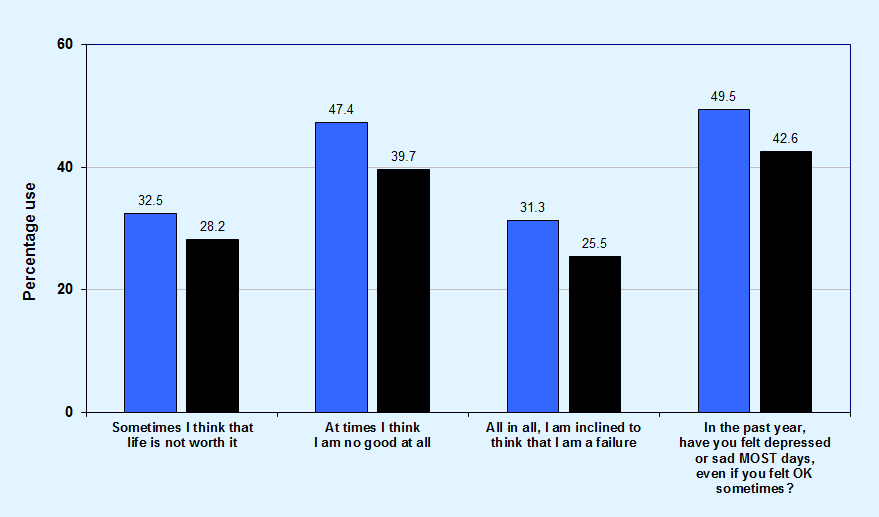 60
49.5
47.4
42.6
39.7
40
32.5
31.3
28.2
25.5
20
0
Percentage use
Sometimes I think that
life is not worth it
At times I think
I am no good at all
All in all, I am inclined to
think that I am a failure
In the past year,
have you felt depressed
or sad MOST days,
even if you felt OK
sometimes?